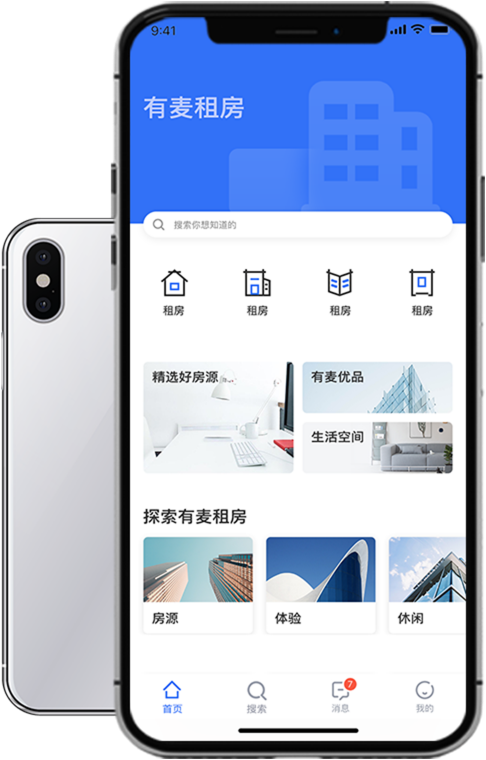 9:41
有麦租房
搜索你想知道的
租房
租房
租房
租房
精选好房源
有麦优品
生活空间
探索有麦租房
房源
体验
休闲
7
首页
搜索
消息
我的